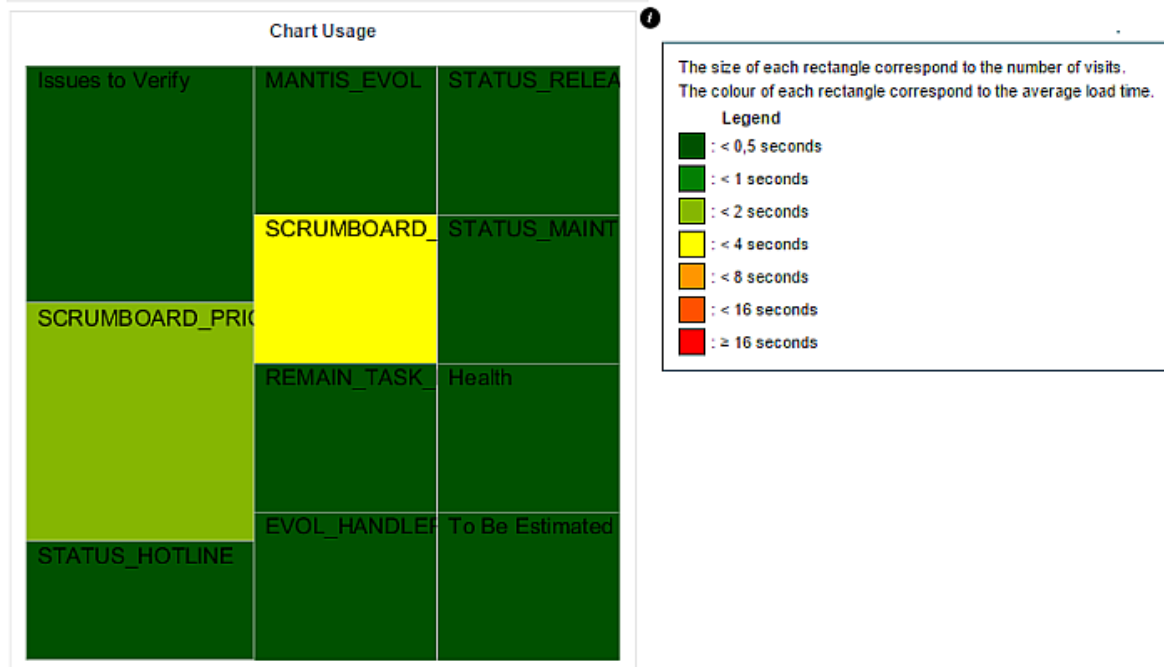 Chart Usage
i
Issues to Verify
MANTIS_EVOL
STATUS_RELEA
SCRUMBOARD_
STATUS_MAINT
SCRUMBOARD_PRIO
REMAIN_TASK_
Health
EVOL_HANDLER
To Be Estimated
STATUS_HOTLINE
The size of each rectangle correspond to the number of visits.
The colour of each rectangle correspond to the average load time.
Legend
: < 0,5 seconds
: < 1 seconds
: < 2 seconds
: < 4 seconds
: < 8 seconds
: < 16 seconds
: ≥ 16 seconds